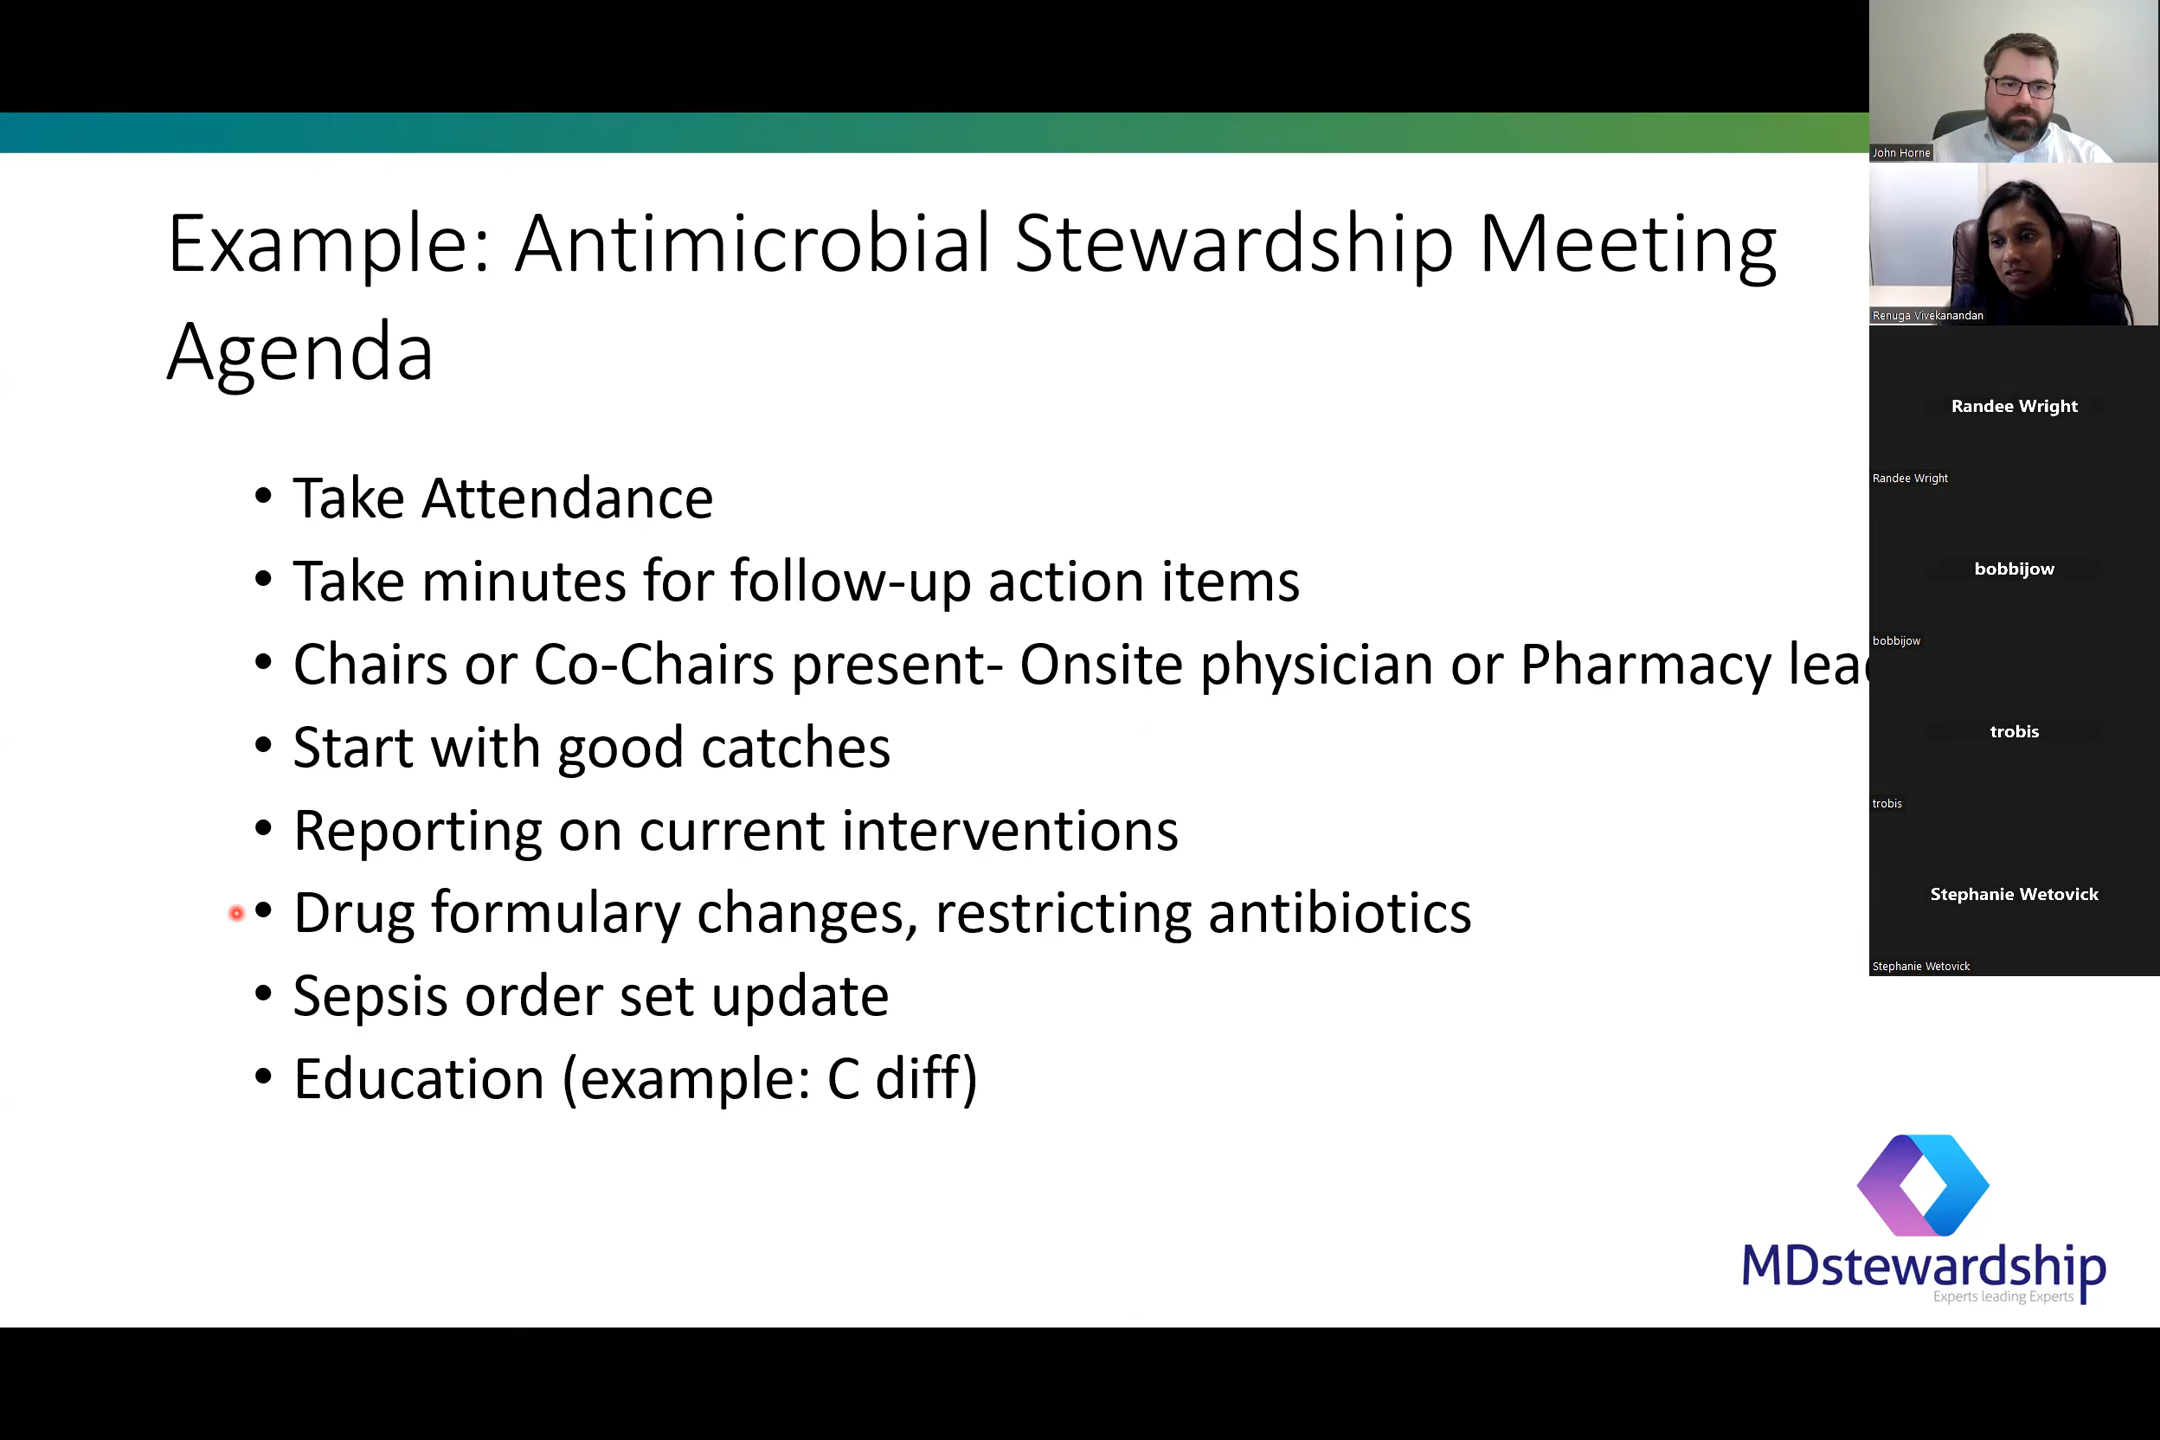 Example: Antimicrobial Stewardship Meeting
Agenda
• Take Attendance
• Take minutes for follow-up action items
• Chairs or Co-Chairs present- Onsite physician or Pharmacy
• Start with good catches
• Reporting on current interventions
• Drug formulary changes, restricting antibiotics
• Sepsis order set update
• Education (example: C diff)
MDstewardship
Experts leading Experts
John Horne
Renuga Vivekanandan
Randee Wright
Randee Wright
bobbijow
bobbijow
trobis
trobis
Stephanie Wetovick
Stephanie Wetovick